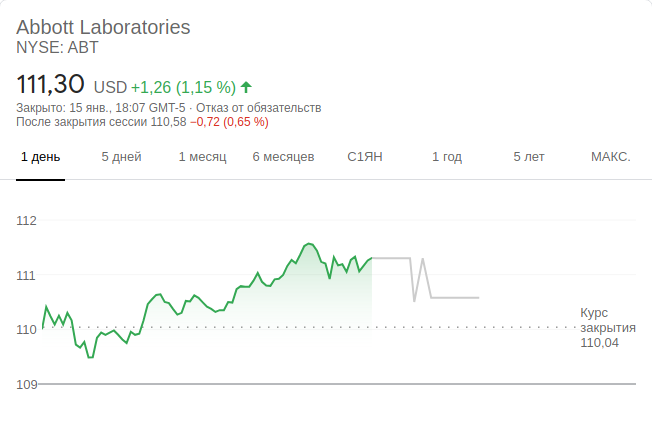 Abbott Laboratories
NYSE: ABT
111,30 USD +1,26 (1,15 %)
Закрыто: 15 янв., 18:07 GMT-5 · Отказ от обязательств
После закрытия сессии 110,58 −0,72 (0,65 %)
1 день 5 дней 1 месяц 6 месяцев С1ЯН 1 год 5 лет МАКС.
112
111
110
109
Курс
закрытия
110,04